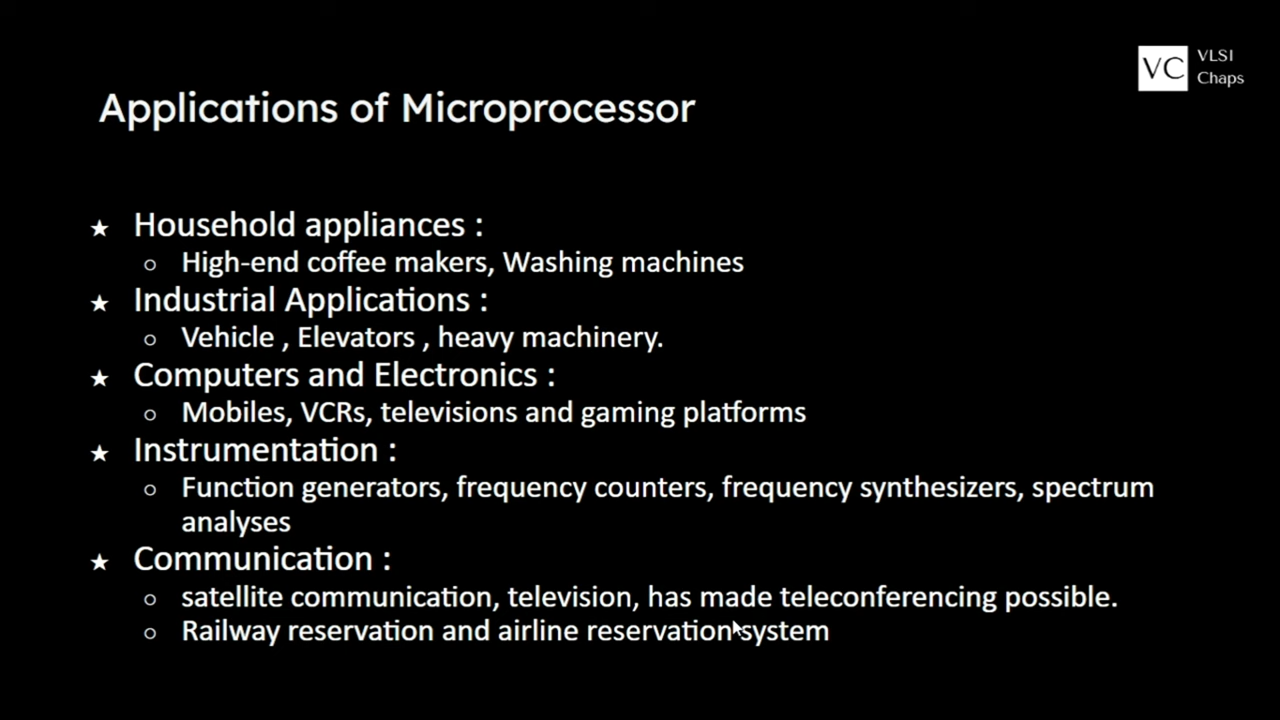 VC VLSI
Chaps
Applications of Microprocessor
★ Household appliances :
○ High-end coffee makers, Washing machines
★ Industrial Applications :
○ Vehicle , Elevators , heavy machinery.
★ Computers and Electronics :
○ Mobiles, VCRs, televisions and gaming platforms
★ Instrumentation :
○ Function generators, frequency counters, frequency synthesizers, spectrum
analyses
★ Communication :
○ satellite communication, television, has made teleconferencing possible.
○ Railway reservation and airline reservation system